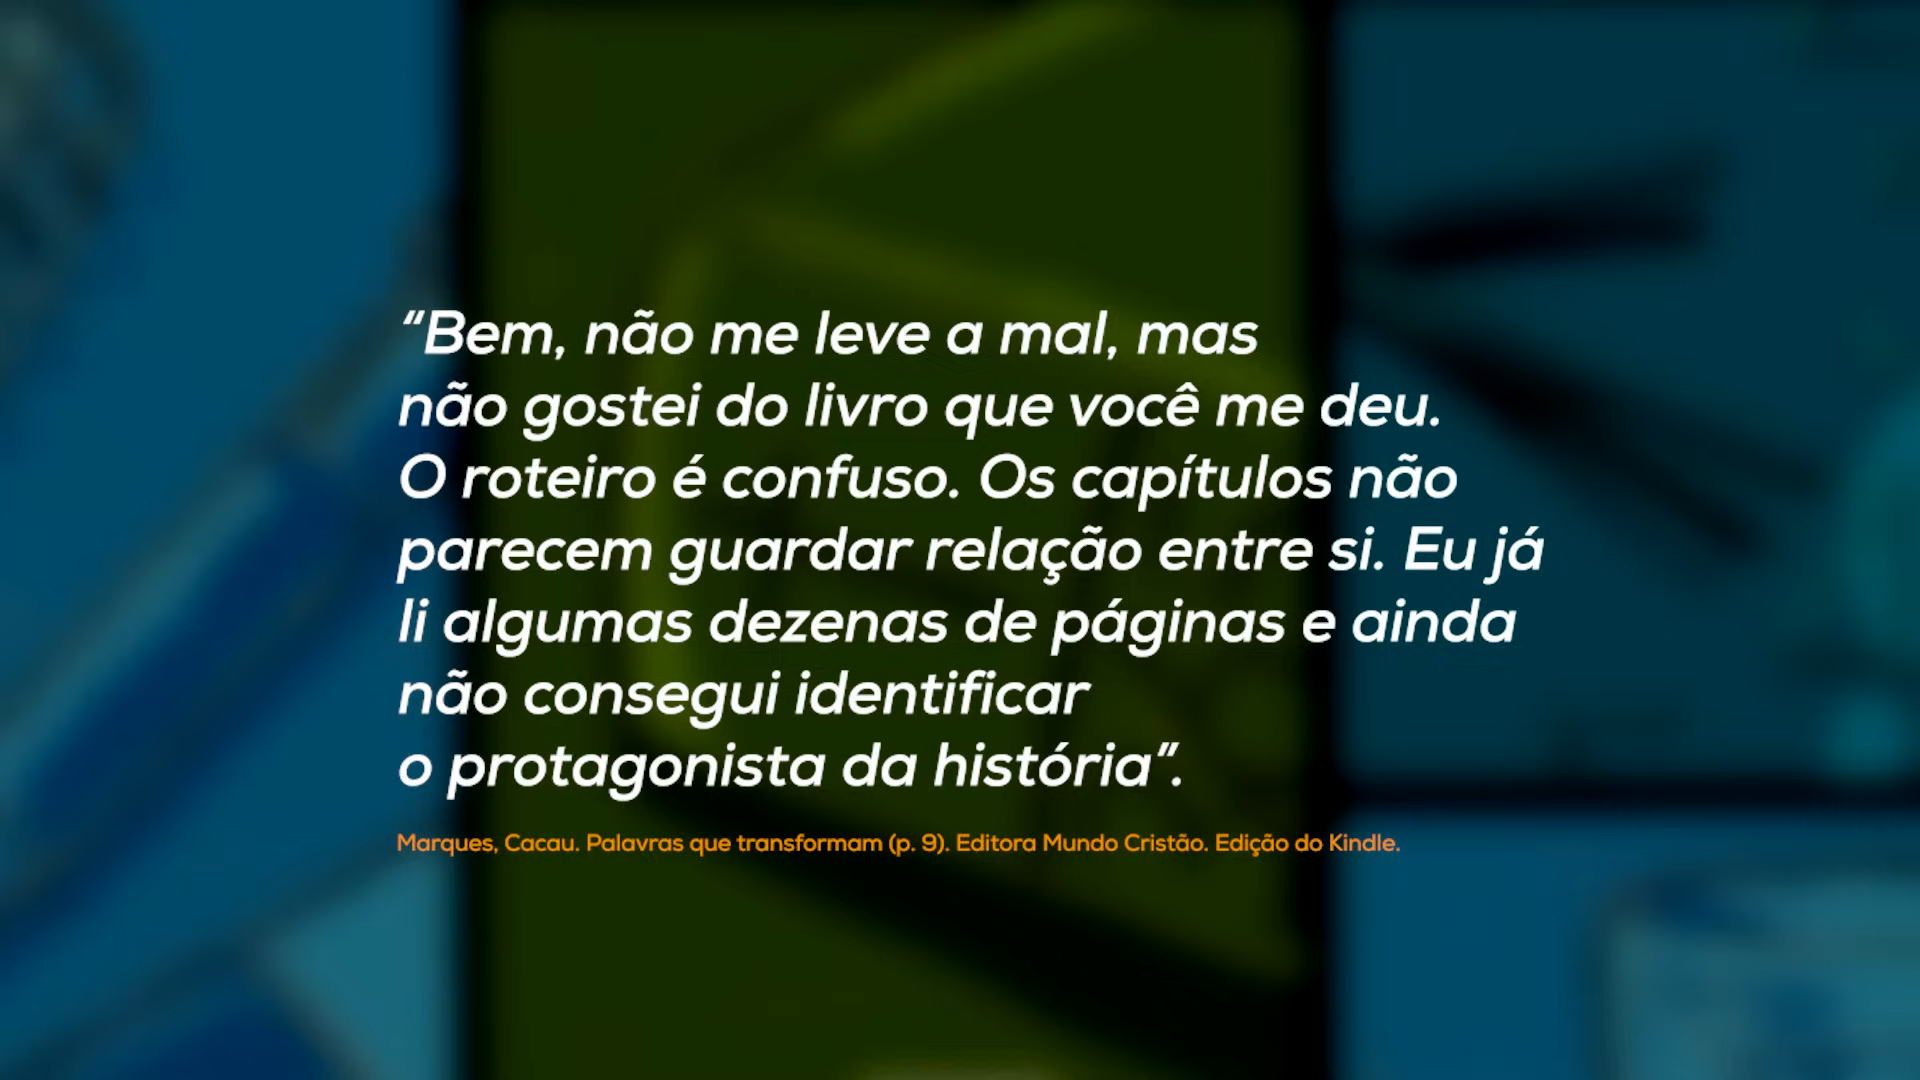 “Bem, não me leve a mal, mas
não gostei do livro que você me deu.
O roteiro é confuso. Os capítulos não
parecem guardar relação entre si. Eu já
li algumas dezenas de páginas e ainda
não consegui identificar
o protagonista da história”.
Marques, Cacau. Palavras que transformam (p. 9). Editora Mundo Cristão. Edição do Kindle.